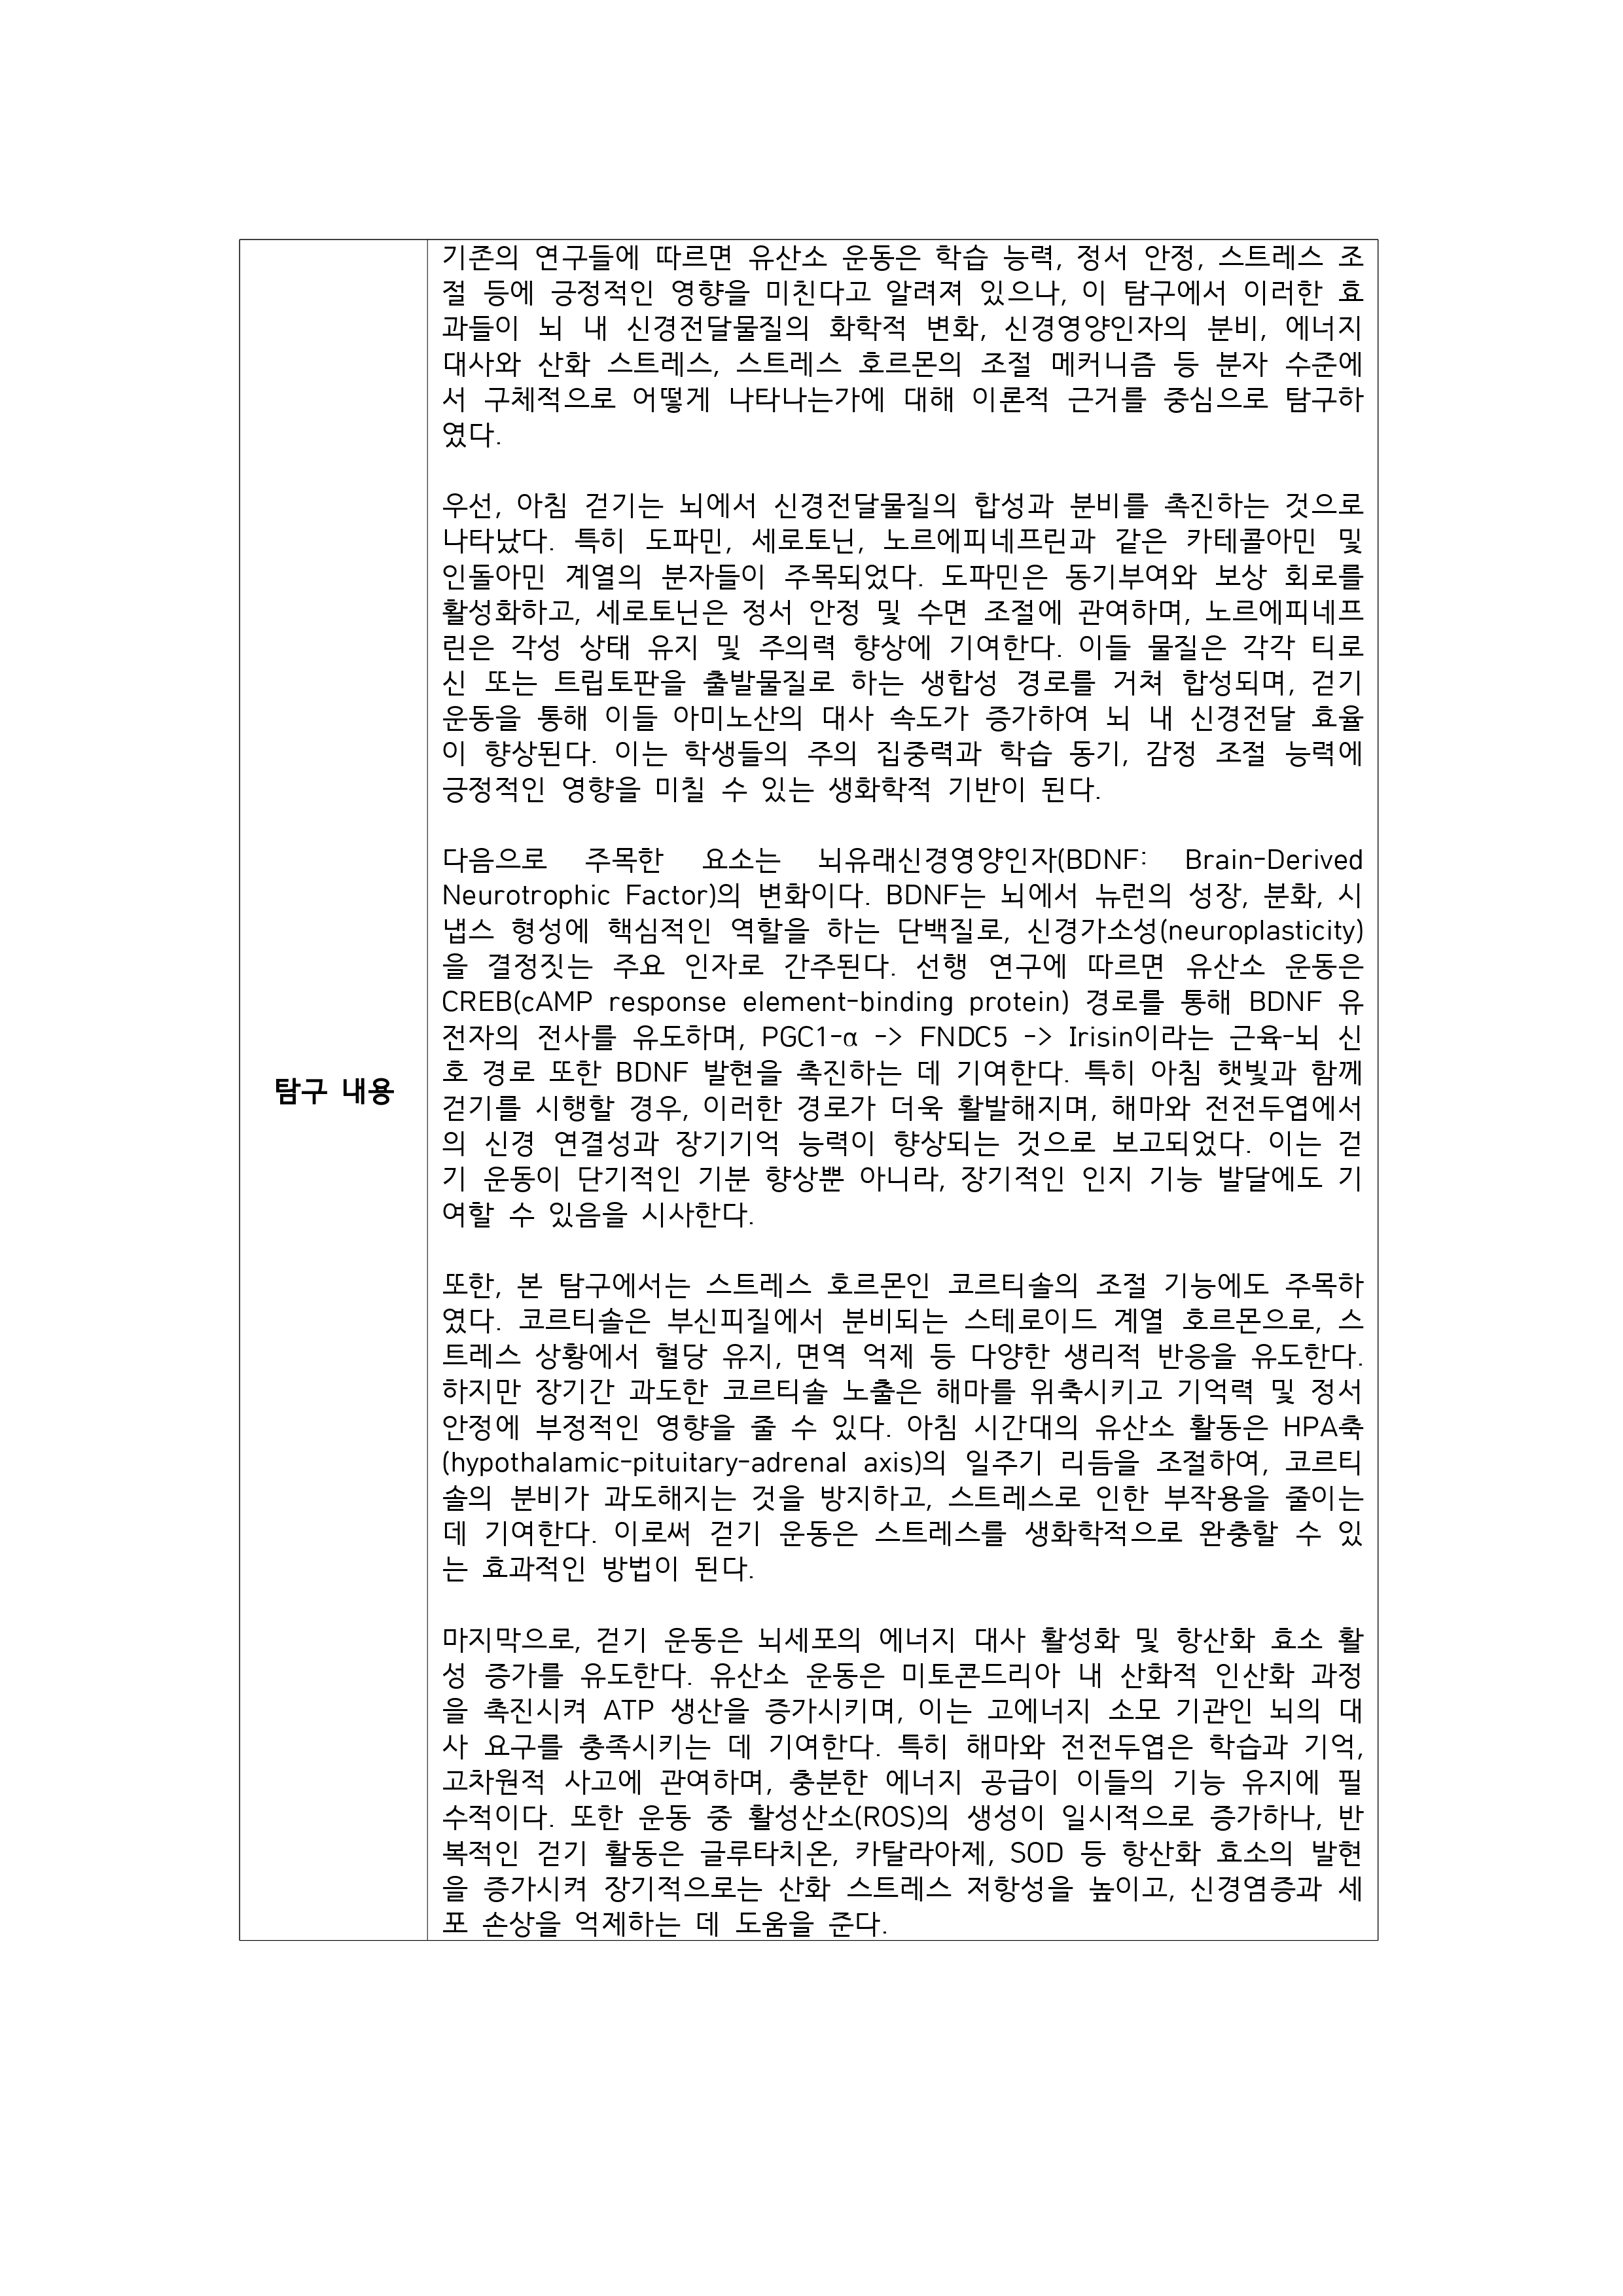 기존의 연구들에 따르면 유산소 운동은 학습 능력, 정서 안정, 스트레스 조
절 등에 긍정적인 영향을 미친다고 알려져 있으나, 이 탐구에서 이러한 효
과들이 뇌 내 신경전달물질의 화학적 변화, 신경영양인자의 분비, 에너지
대사와 산화 스트레스, 스트레스 호르몬의 조절 메커니즘 등 분자 수준에
서 구체적으로 어떻게 나타나는가에 대해 이론적 근거를 중심으로 탐구하
였다.
우선, 아침 걷기는 뇌에서 신경전달물질의 합성과 분비를 촉진하는 것으로
나타났다. 특히 도파민, 세로토닌, 노르에피네프린과 같은 카테콜아민 및
인돌아민 계열의 분자들이 주목되었다. 도파민은 동기부여와 보상 회로를
활성화하고, 세로토닌은 정서 안정 및 수면 조절에 관여하며, 노르에피네프
린은 각성 상태 유지 및 주의력 향상에 기여한다. 이들 물질은 각각 티로
신 또는 트립토판을 출발물질로 하는 생합성 경로를 거쳐 합성되며, 걷기
운동을 통해 이들 아미노산의 대사 속도가 증가하여 뇌 내 신경전달 효율
이 향상된다. 이는 학생들의 주의 집중력과 학습 동기, 감정 조절 능력에
긍정적인 영향을 미칠 수 있는 생화학적 기반이 된다.
다음으로 주목한 요소는 뇌유래신경영양인자(BDNF: Brain-Derived
Neurotrophic Factor)의 변화이다. BDNF는 뇌에서 뉴런의 성장, 분화, 시
냅스 형성에 핵심적인 역할을 하는 단백질로, 신경가소성(neuroplasticity)
을 결정짓는 주요 인자로 간주된다. 선행 연구에 따르면 유산소 운동은
CREB(cAMP response element-binding protein) 경로를 통해 BDNF 유
전자의 전사를 유도하며, PGC1-α -> FNDC5 -> Irisin이라는 근육-뇌 신
호 경로 또한 BDNF 발현을 촉진하는 데 기여한다. 특히 아침 햇빛과 함께
걷기를 시행할 경우, 이러한 경로가 더욱 활발해지며, 해마와 전전두엽에서
의 신경 연결성과 장기기억 능력이 향상되는 것으로 보고되었다. 이는 걷
기 운동이 단기적인 기분 향상뿐 아니라, 장기적인 인지 기능 발달에도 기
여할 수 있음을 시사한다.
탐구 내용
또한, 본 탐구에서는 스트레스 호르몬인 코르티솔의 조절 기능에도 주목하
였다. 코르티솔은 부신피질에서 분비되는 스테로이드 계열 호르몬으로, 스
트레스 상황에서 혈당 유지, 면역 억제 등 다양한 생리적 반응을 유도한다.
하지만 장기간 과도한 코르티솔 노출은 해마를 위축시키고 기억력 및 정서
안정에 부정적인 영향을 줄 수 있다. 아침 시간대의 유산소 활동은 HPA축
(hypothalamic-pituitary-adrenal axis)의 일주기 리듬을 조절하여, 코르티
솔의 분비가 과도해지는 것을 방지하고, 스트레스로 인한 부작용을 줄이는
데 기여한다. 이로써 걷기 운동은 스트레스를 생화학적으로 완충할 수 있
는 효과적인 방법이 된다.
마지막으로, 걷기 운동은 뇌세포의 에너지 대사 활성화 및 항산화 효소 활
성 증가를 유도한다. 유산소 운동은 미토콘드리아 내 산화적 인산화 과정
을 촉진시켜 ATP 생산을 증가시키며, 이는 고에너지 소모 기관인 뇌의 대
사 요구를 충족시키는 데 기여한다. 특히 해마와 전전두엽은 학습과 기억,
고차원적 사고에 관여하며, 충분한 에너지 공급이 이들의 기능 유지에 필
수적이다. 또한 운동 중 활성산소(ROS)의 생성이 일시적으로 증가하나, 반
복적인 걷기 활동은 글루타치온, 카탈라아제, SOD 등 항산화 효소의 발현
을 증가시켜 장기적으로는 산화 스트레스 저항성을 높이고, 신경염증과 세
포 손상을 억제하는 데 도움을 준다.